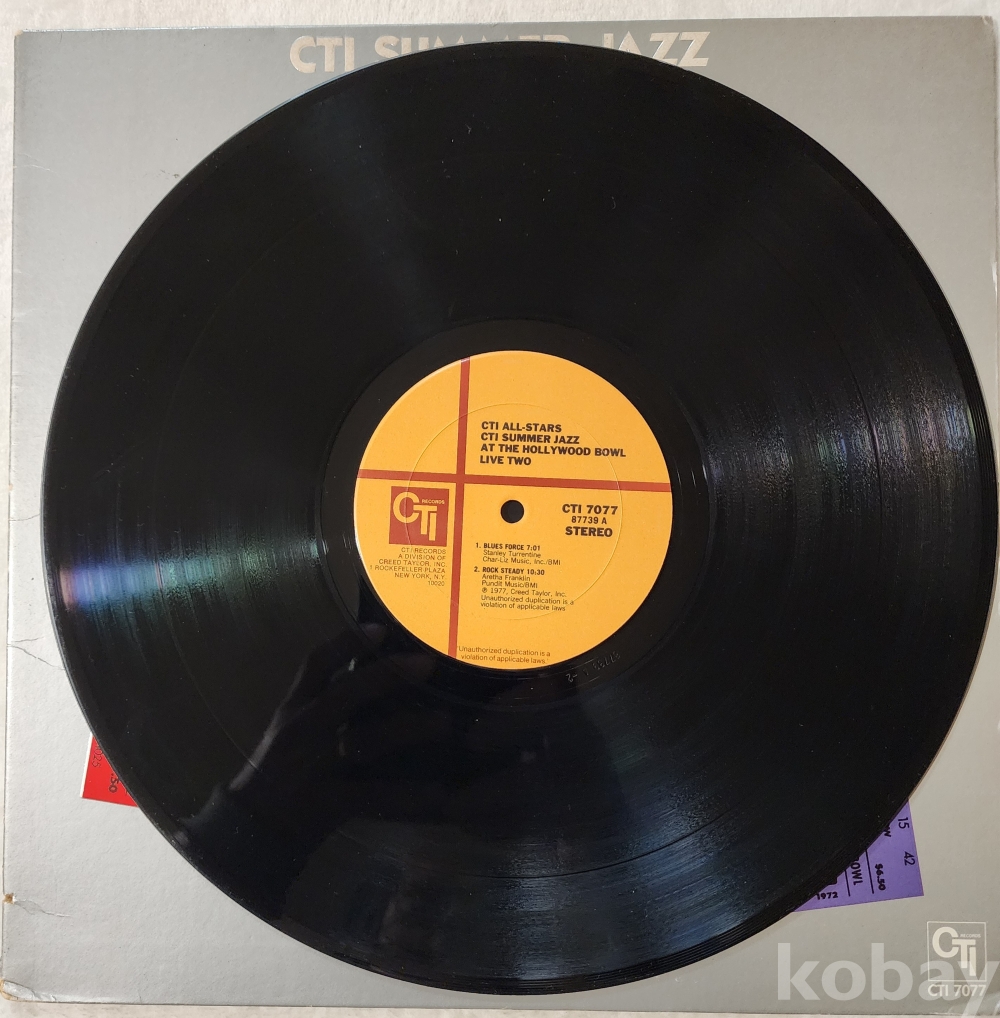 CTI SUMMER JAZZ
CTI ALL-STARS
CTI SUMMER JAZZ
AT THE HOLLYWOOD BOWL
LIVE TWO
CTI RECORDS
CTI RECORDS
A DIVISION OF
CREED TAYLOR, INC.
1 ROCKEFELLER PLAZA
NEW YORK, N.Y.
10020
CTI 7077
87739 A
STEREO
1. BLUES FORCE 7:01
Stanley Turrentine
Char-Liz Music, Inc./BMI
2. ROCK STEADY 10:30
Aretha Franklin
Pundit Music/BMI
℗ 1977, Creed Taylor, Inc.
Unauthorized duplication is a
violation of applicable laws
"Unauthorized duplication is a
violation of applicable laws."
.50
15 42
OWL
$6.50
1972
CTI RECORDS
CTI 7077
kobay